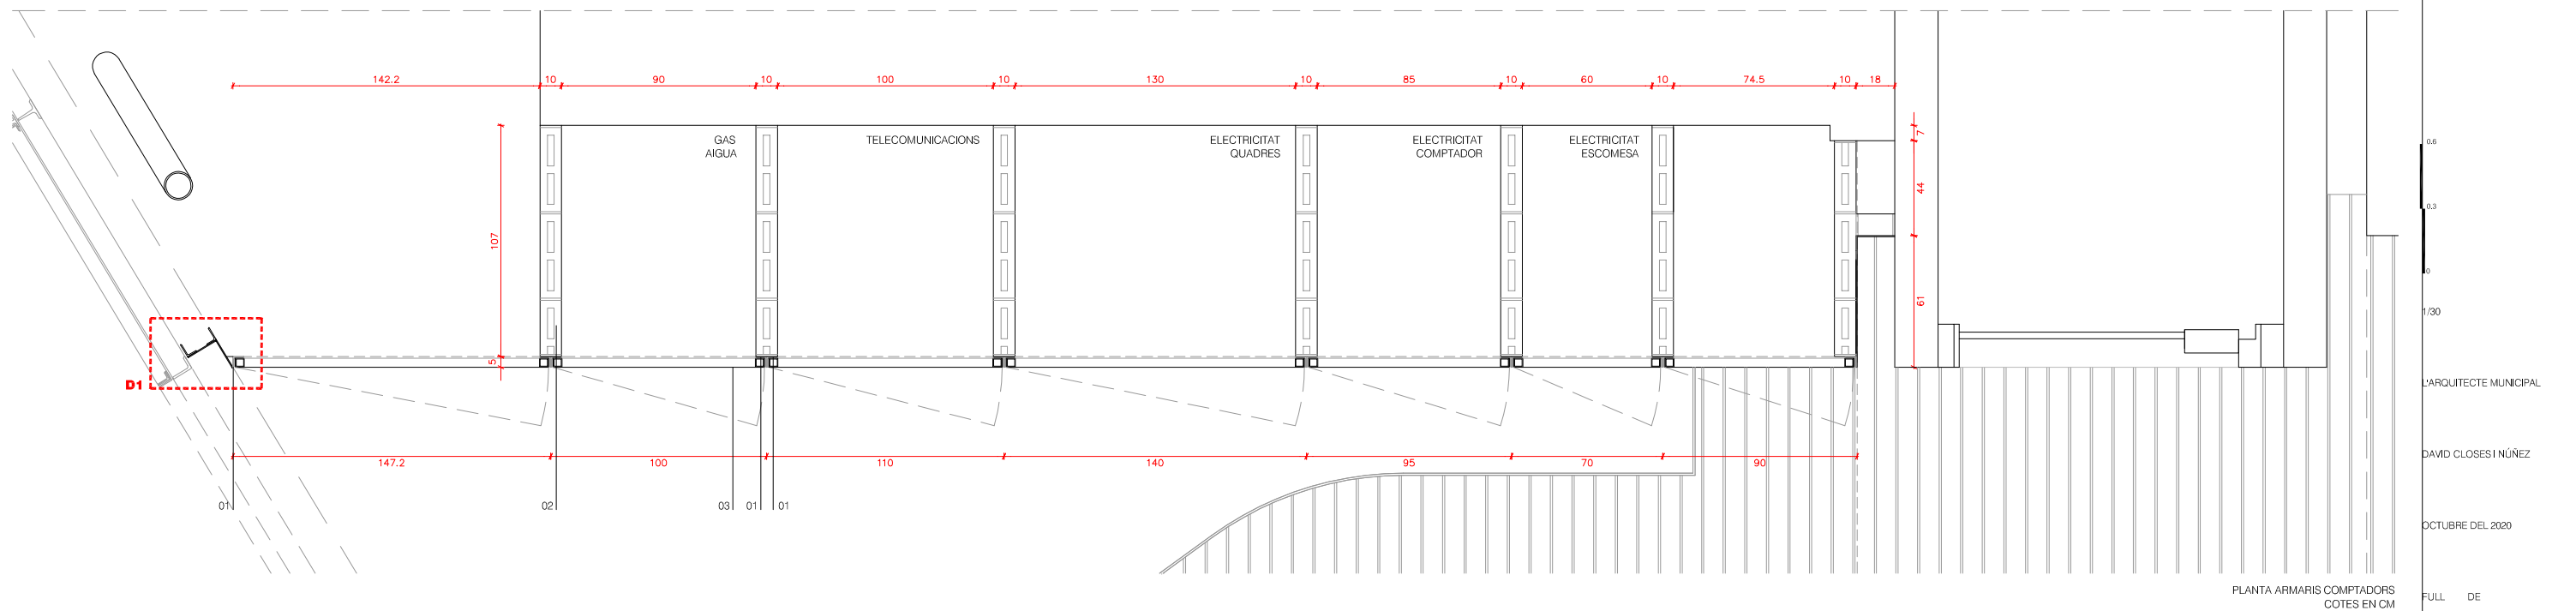 142.2 10 90 10 100 10 130 10 85 10 60 10 74.5 10 18
GAS
AIGUA
TELECOMUNICACIONS
ELECTRICITAT
QUADRES
ELECTRICITAT
COMPTADOR
ELECTRICITAT
ESCOMESA
7
44
61
107
5
D1
147.2 100 110 140 95 70 90
01 02 03 01 01
0.6
0.3
0
1/30
L'ARQUITECTE MUNICIPAL
DAVID CLOSES I NÚÑEZ
OCTUBRE DEL 2020
PLANTA ARMARIS COMPTADORS
COTES EN CM
FULL DE